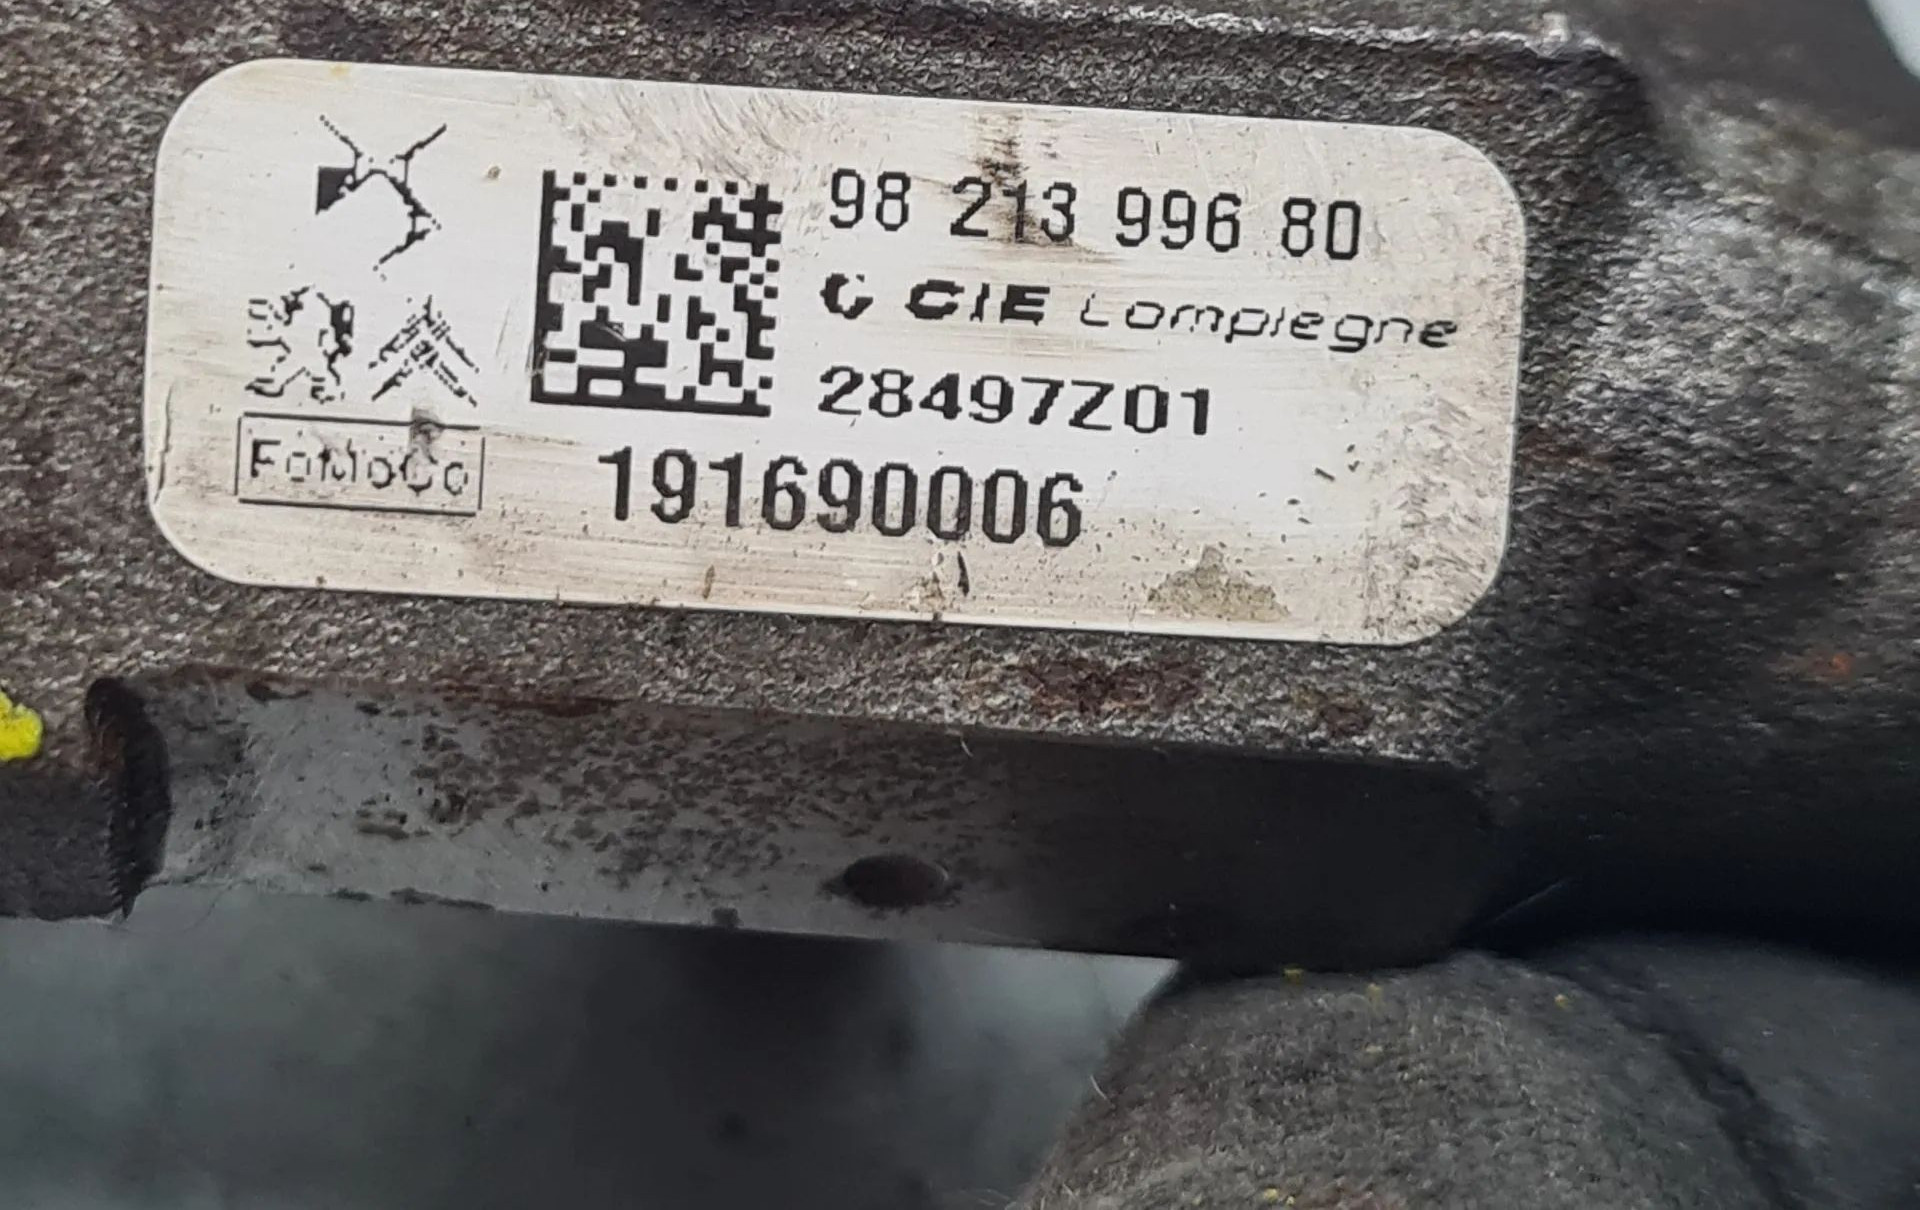 98 213 996 80
CIE Compiegne
28497Z01
FoMoCo
191690006